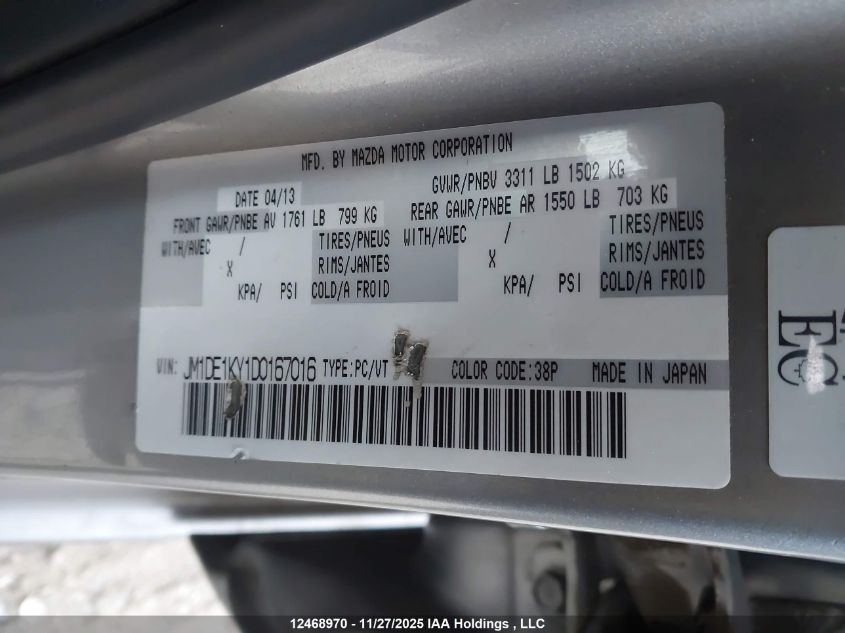 MFD. BY MAZDA MOTOR CORPORATION
DATE 04/13 GVWR/PNBV 3311 LB 1502 KG
FRONT GAWR/PNBE AV 1761 LB 799 KG REAR GAWR/PNBE AR 1550 LB 703 KG
WITH/AVEC / TIRES/PNEUS WITH/AVEC / TIRES/PNEUS
X RIMS/JANTES X RIMS/JANTES
KPA/ PSI COLD/A FROID KPA/ PSI COLD/A FROID
VIN: JM1DE1KY1D0167016 TYPE:PC/VT COLOR CODE:38P MADE IN JAPAN
EC
12468970 - 11/27/2025 IAA Holdings , LLC